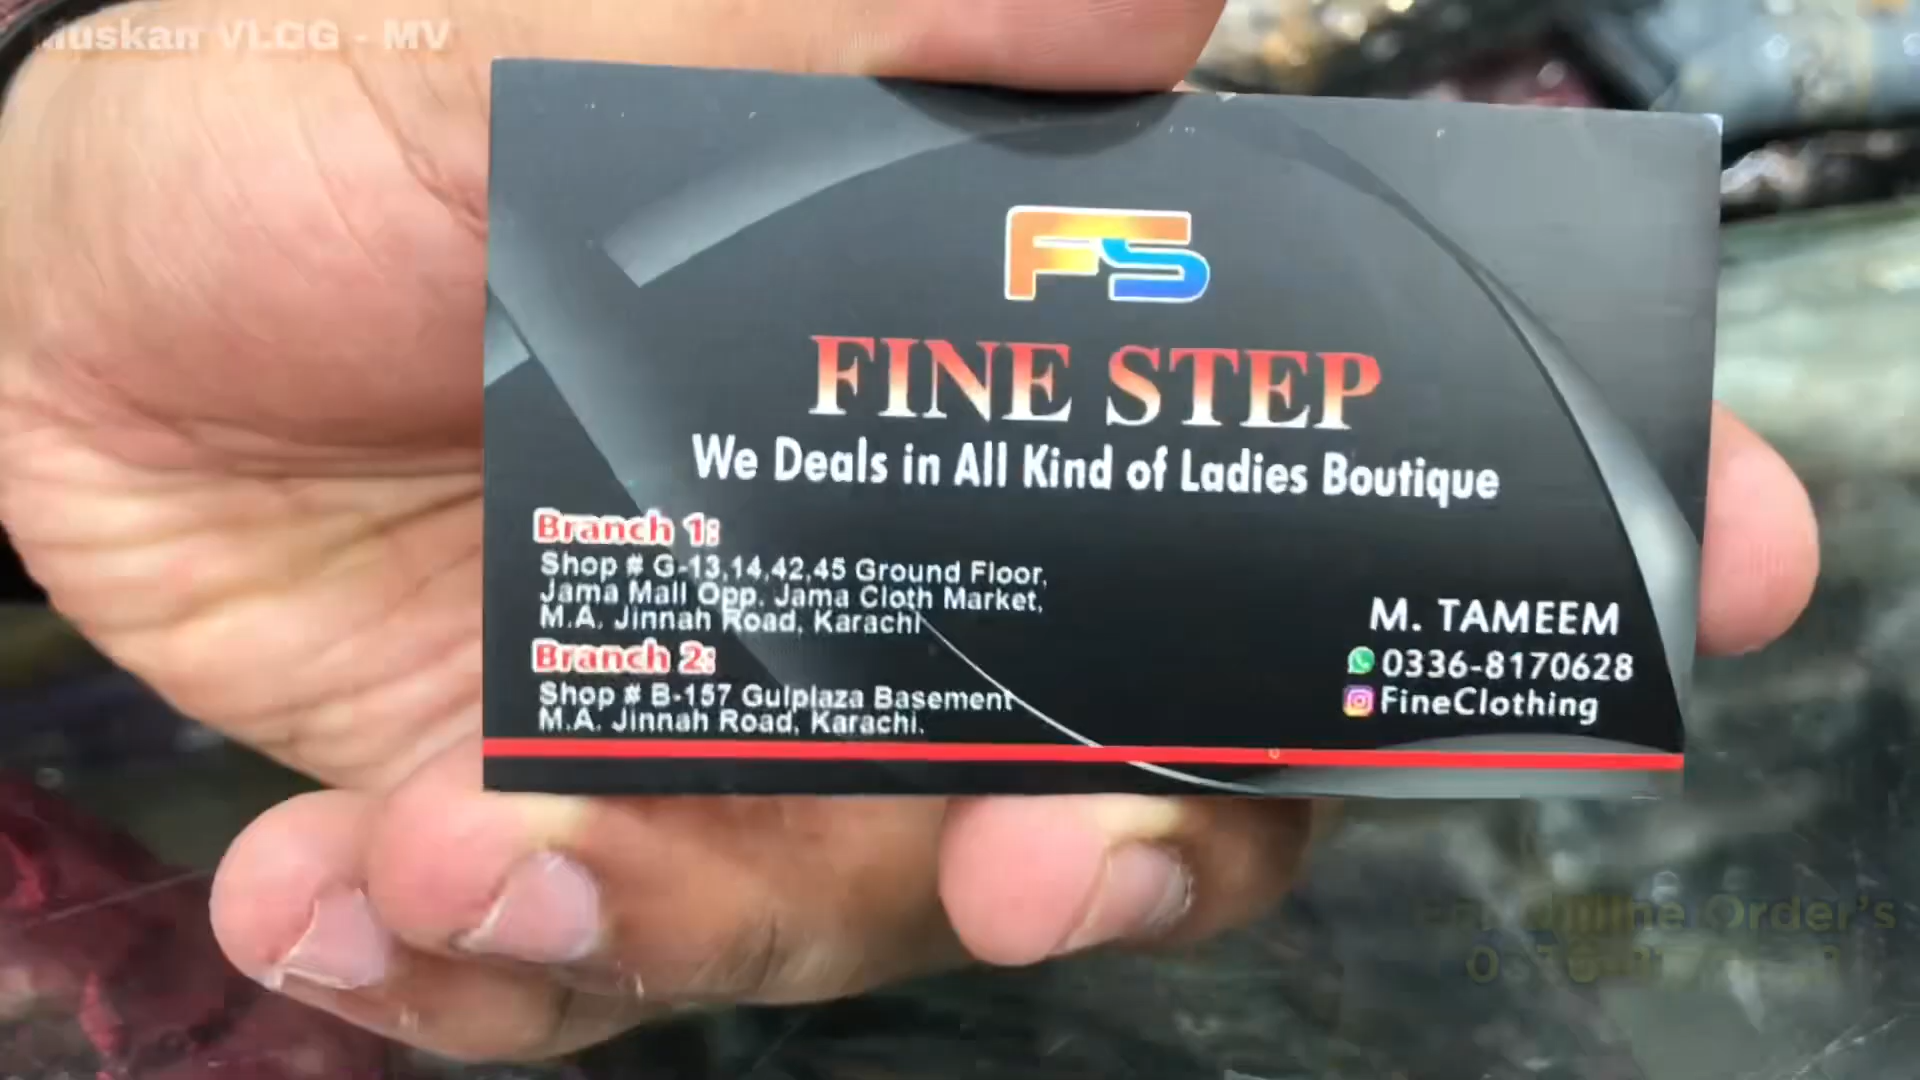 Muskan VLOG - MV
FS
FINE STEP
We Deals in All Kind of Ladies Boutique
Branch 1:
Shop # G-13,14,42,45 Ground Floor,
Jama Mall Opp. Jama Cloth Market,
M.A. Jinnah Road, Karachi
Branch 2:
Shop # B-157 Gulplaza Basement
M.A. Jinnah Road, Karachi.
M. TAMEEM
0336-8170628
FineClothing
Order's